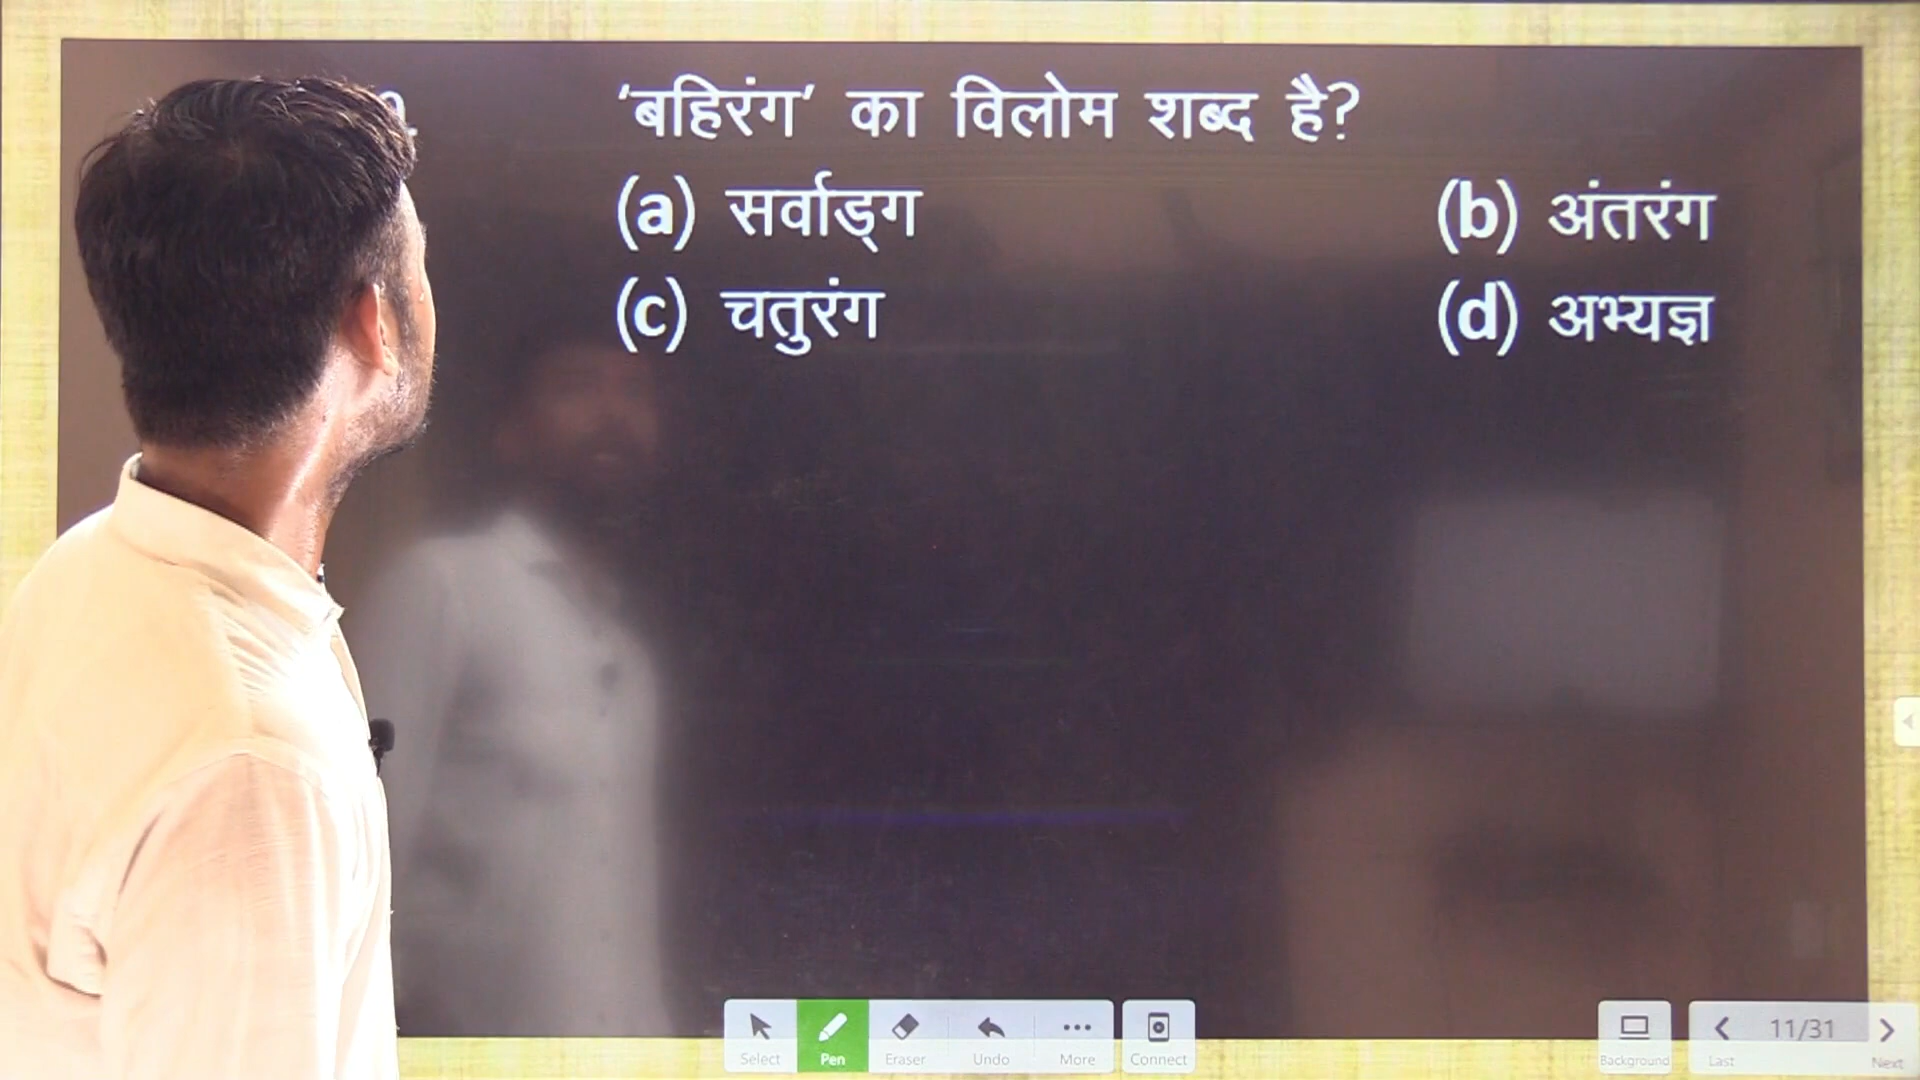 'बहिरंग' का विलोम शब्द है?
(a) सर्वाड्ग (b) अंतरंग
(c) चतुरंग (d) अभ्यज्ञ
Select Pen Eraser Undo More Connect Background Last 11/31 Next